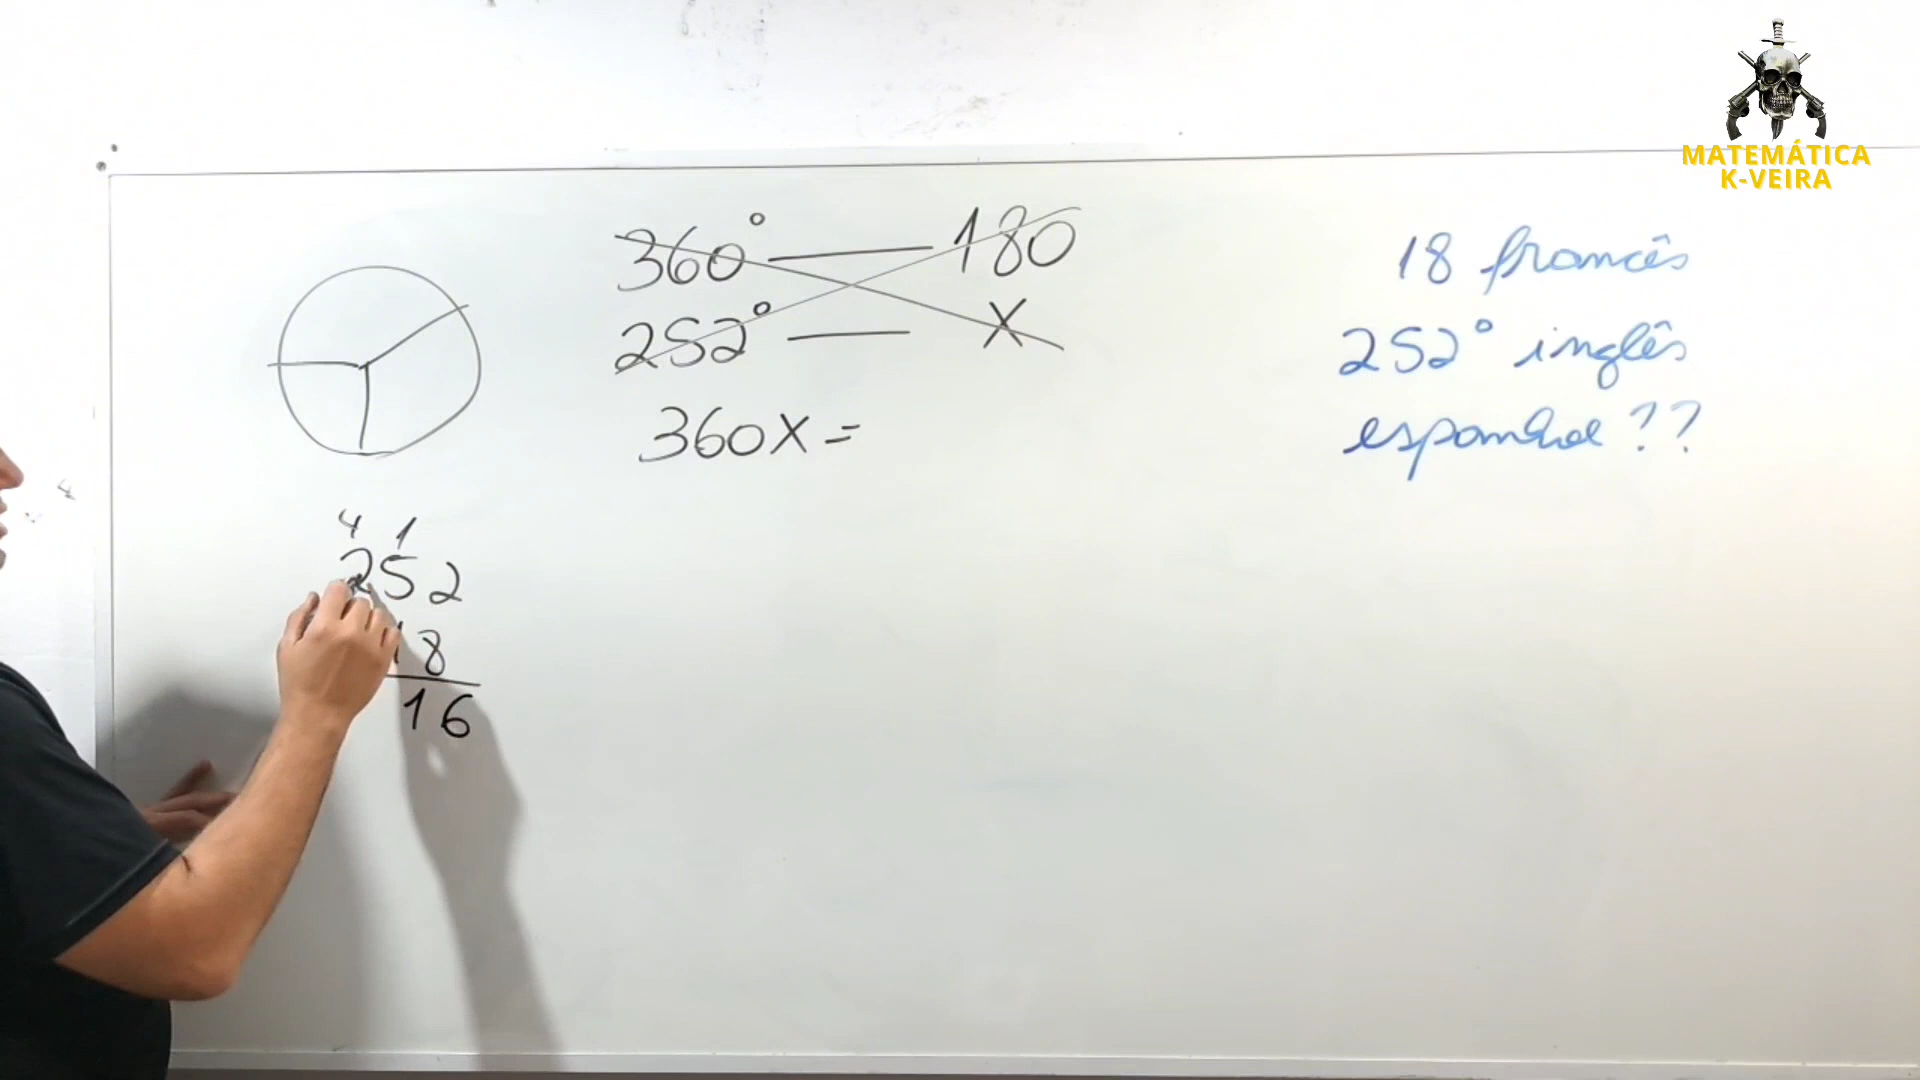 MATEMÁTICA
K-VEIRA
360° — 180
252° — x
360x =
4 1
252
18
16
18 francês
252° inglês
espanhol ??